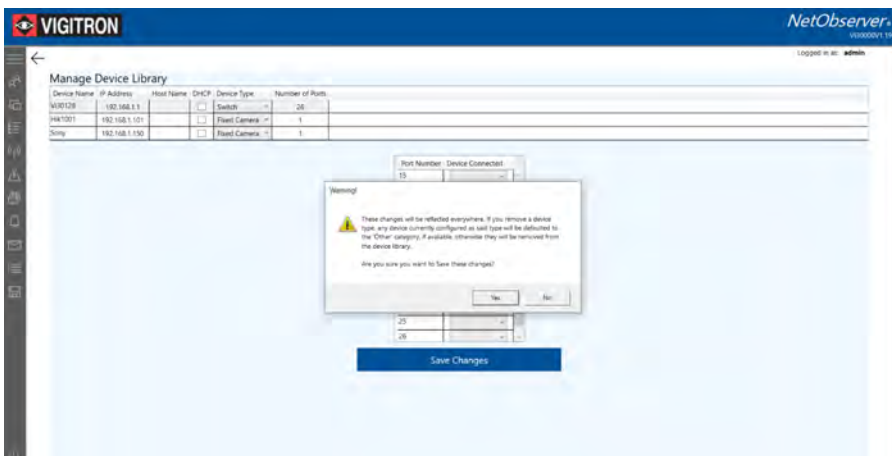 VIGITRON
NetObserver
Logged in as: admin
Manage Device Library
Device Name IP Address Host Name DHCP Device Type Number of Ports
Vi30128 192.168.1.1 Switch 26
Hik1001 192.168.1.101 Fixed Camera 1
Sony 192.168.1.150 Fixed Camera 1
Port Number Device Connected
15
Warning!
These changes will be reflected everywhere. If you remove a device
type, any device currently configured as said type will be defaulted to
the 'Other' category, if available, otherwise they will be removed from
the device library.
Are you sure you want to Save these changes?
Yes No
25
26
Save Changes